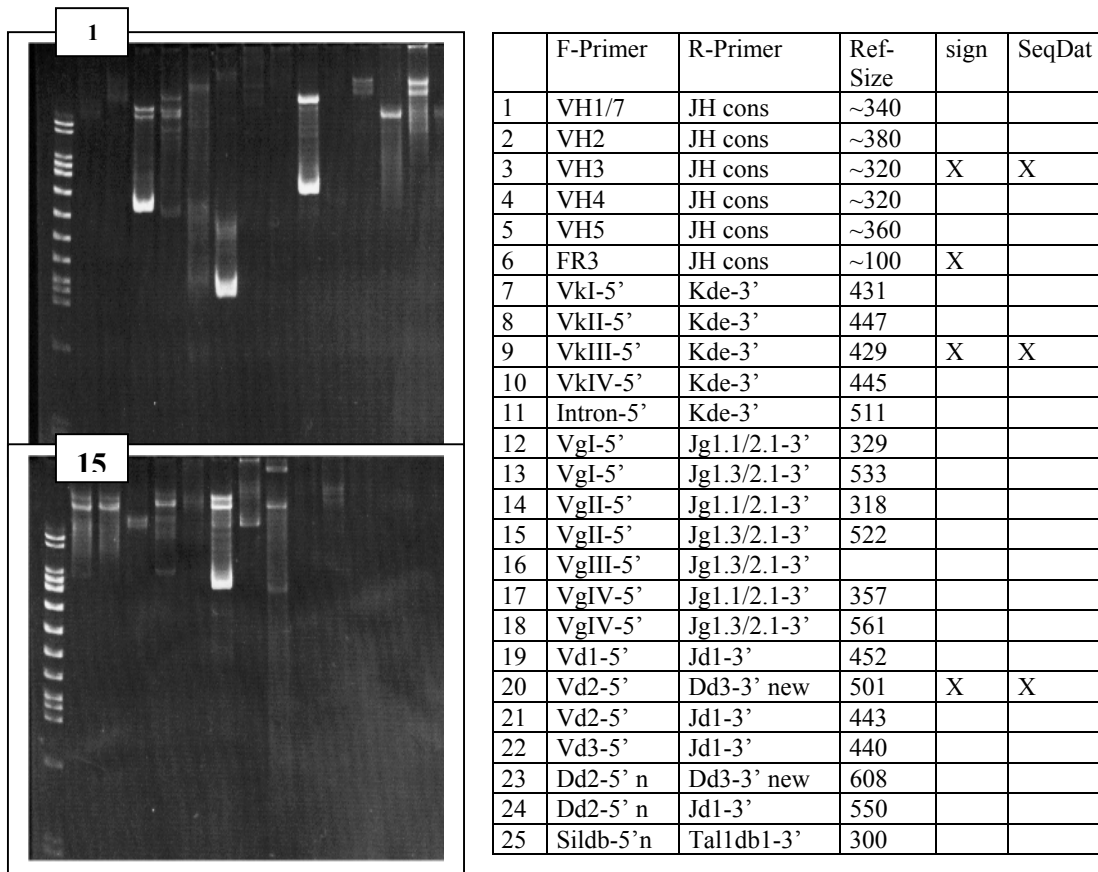 1
15
F-Primer R-Primer Ref-Size sign SeqDat
1 VH1/7 JH cons ~340
2 VH2 JH cons ~380
3 VH3 JH cons ~320 X X
4 VH4 JH cons ~320
5 VH5 JH cons ~360
6 FR3 JH cons ~100 X
7 VkI-5’ Kde-3’ 431
8 VkII-5’ Kde-3’ 447
9 VkIII-5’ Kde-3’ 429 X X
10 VkIV-5’ Kde-3’ 445
11 Intron-5’ Kde-3’ 511
12 VgI-5’ Jg1.1/2.1-3’ 329
13 VgI-5’ Jg1.3/2.1-3’ 533
14 VgII-5’ Jg1.1/2.1-3’ 318
15 VgII-5’ Jg1.3/2.1-3’ 522
16 VgIII-5’ Jg1.3/2.1-3’
17 VgIV-5’ Jg1.1/2.1-3’ 357
18 VgIV-5’ Jg1.3/2.1-3’ 561
19 Vd1-5’ Jd1-3’ 452
20 Vd2-5’ Dd3-3’ new 501 X X
21 Vd2-5’ Jd1-3’ 443
22 Vd3-5’ Jd1-3’ 440
23 Dd2-5’ n Dd3-3’ new 608
24 Dd2-5’ n Jd1-3’ 550
25 Sildb-5’n Tal1db1-3’ 300